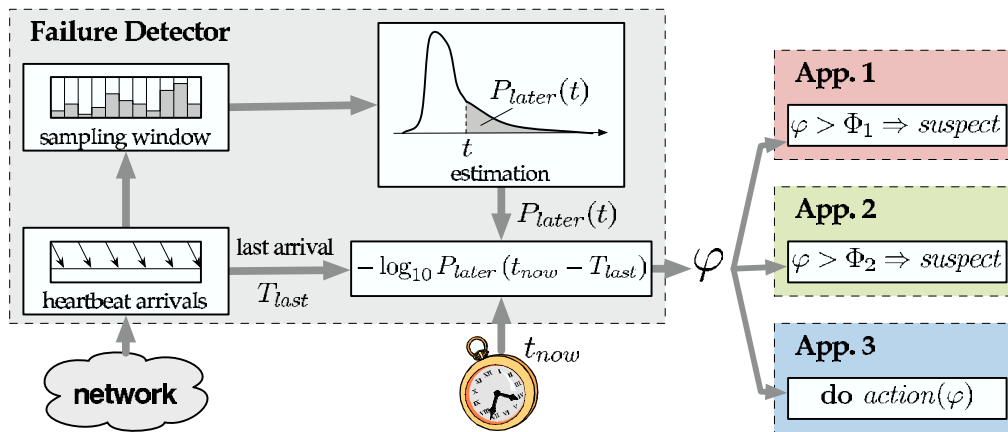 Failure Detector
sampling window
P_later(t)
t
estimation
P_later(t)
heartbeat arrivals
last arrival
T_last
− log₁₀ P_later (t_now − T_last)
φ
t_now
network
App. 1
φ > Φ₁ ⇒ suspect
App. 2
φ > Φ₂ ⇒ suspect
App. 3
do action(φ)